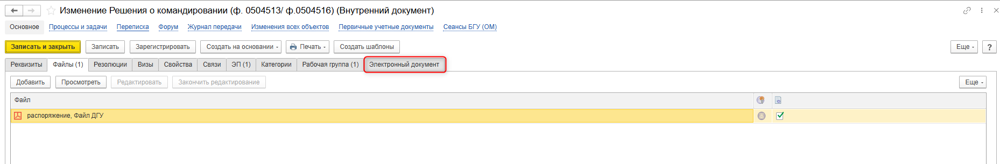 Изменение Решения о командировании (ф. 0504513/ ф.0504516) (Внутренний документ)
Основное Процессы и задачи Переписка Форум Журнал передачи Изменения всех объектов Первичные учетные документы Сеансы БГУ (ОМ)
Записать и закрыть Записать Зарегистрировать Создать на основании Печать Создать шаблоны Еще ?
Реквизиты Файлы (1) Резолюции Визы Свойства Связи ЭП (1) Категории Рабочая группа (1) Электронный документ
Добавить Просмотреть Редактировать Закончить редактирование Еще
Файл
распоряжение, Файл ДГУ